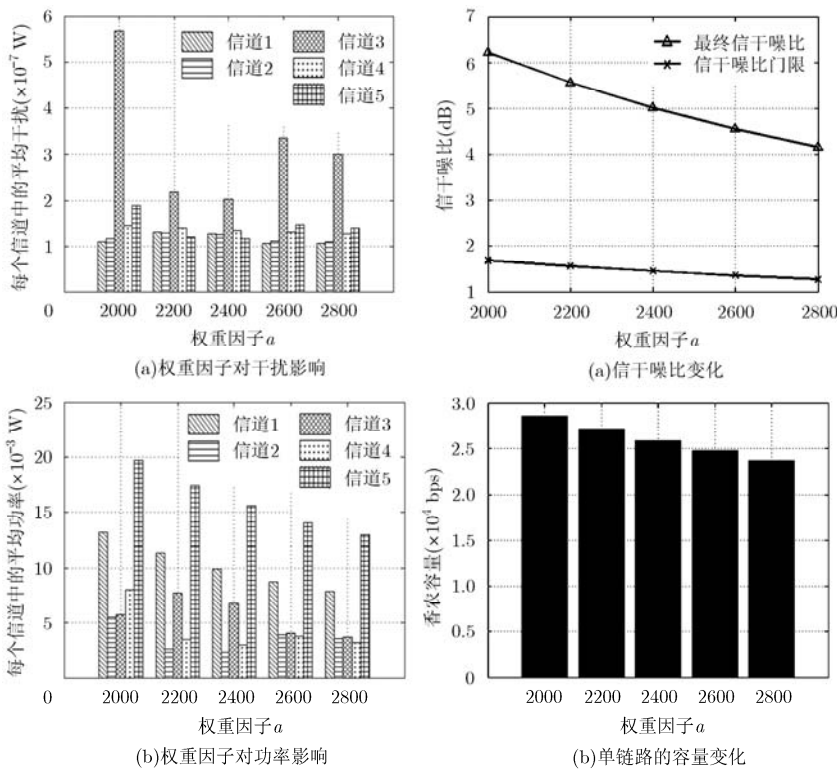 6
5
4
3
2
1
0
每个信道中的平均干扰(×10⁻⁷ W)
信道1 信道3
信道2 信道4
信道5
2000 2200 2400 2600 2800
权重因子a
(a)权重因子对干扰影响
7
6
5
4
3
2
1
信干噪比(dB)
最终信干噪比
信干噪比门限
2000 2200 2400 2600 2800
权重因子a
(a)信干噪比变化
25
20
15
10
5
0
每个信道中的平均功率(×10⁻³ W)
信道1 信道3
信道2 信道4
信道5
2000 2200 2400 2600 2800
权重因子a
(b)权重因子对功率影响
3.0
2.5
2.0
1.5
1.0
0.5
0
香农容量(×10⁴ bps)
2000 2200 2400 2600 2800
权重因子a
(b)单链路的容量变化